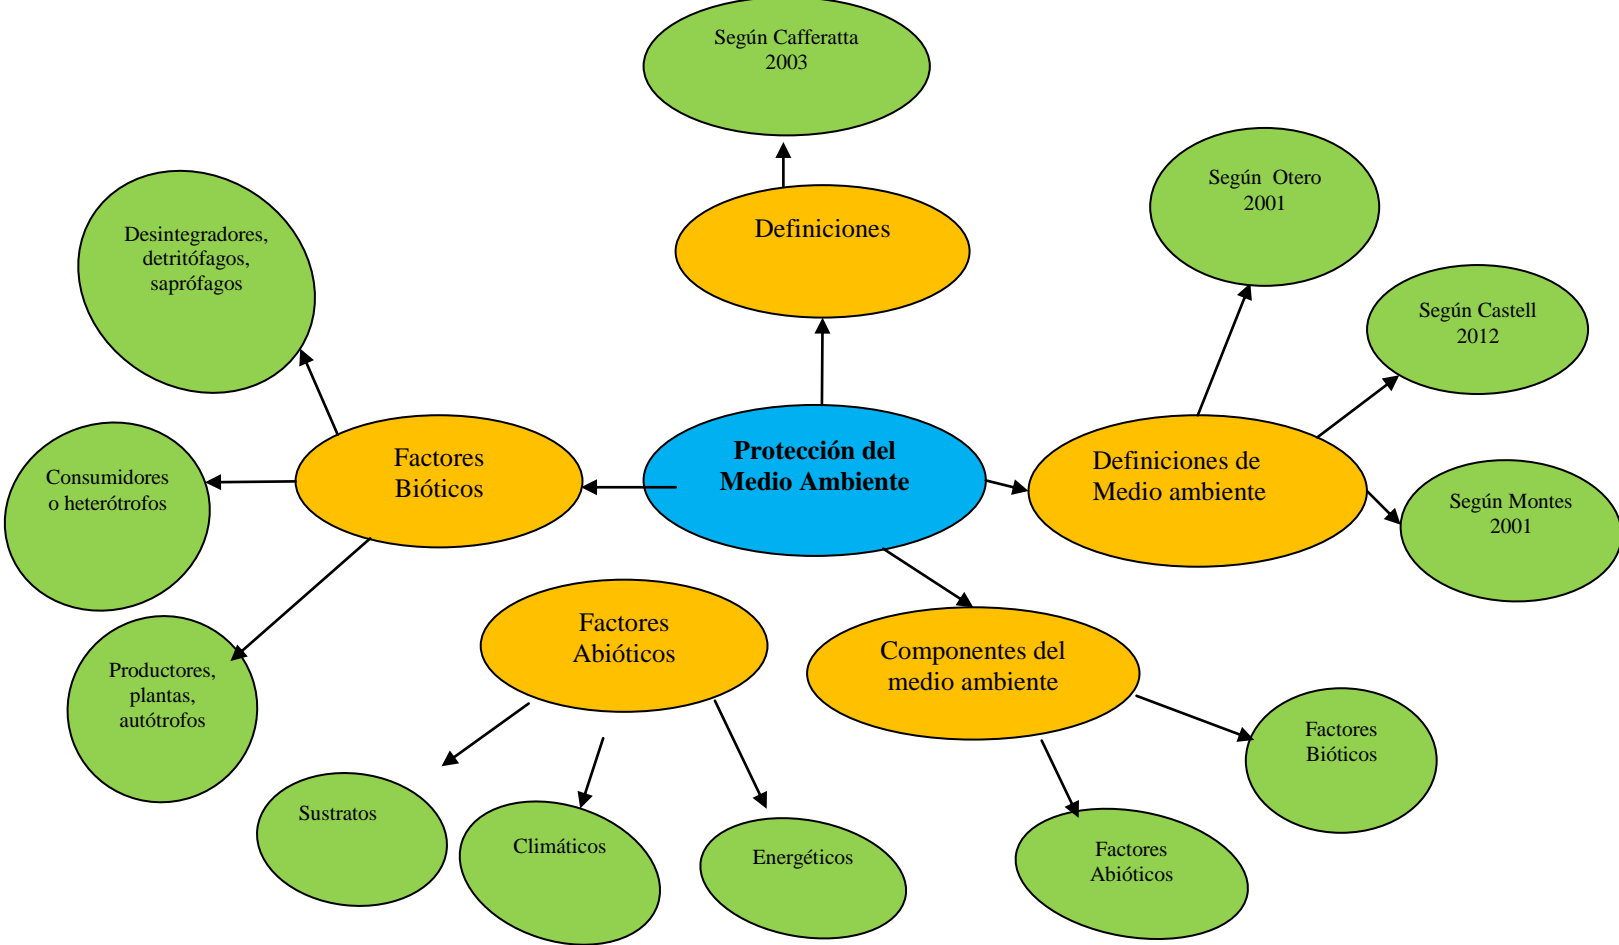 Según Cafferatta
2003
Según Otero
2001
Definiciones
Desintegradores,
detritófagos,
saprófagos
Según Castell
2012
Protección del
Medio Ambiente
Factores
Bióticos
Definiciones de
Medio ambiente
Consumidores
o heterótrofos
Según Montes
2001
Factores
Abióticos
Componentes del
medio ambiente
Productores,
plantas,
autótrofos
Factores
Bióticos
Sustratos
Climáticos
Energéticos
Factores
Abióticos